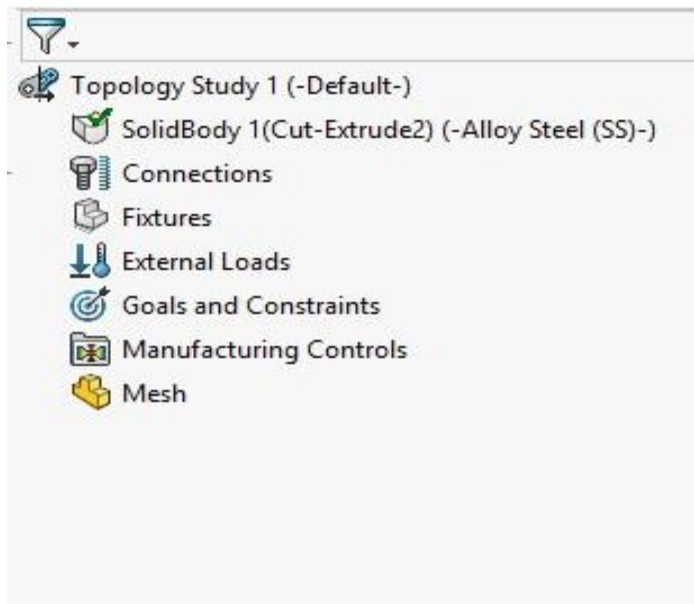 Topology Study 1 (-Default-)
SolidBody 1(Cut-Extrude2) (-Alloy Steel (SS)-)
Connections
Fixtures
External Loads
Goals and Constraints
Manufacturing Controls
Mesh